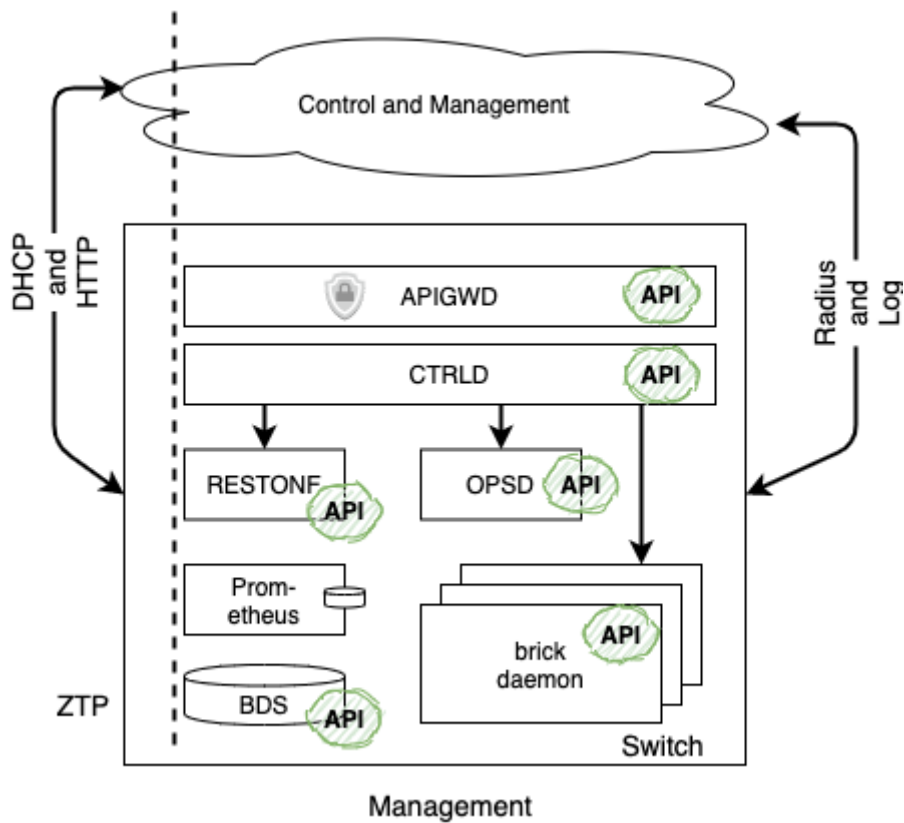 Control and Management
DHCP
and
HTTP
Radius
and
Log
APIGWD
API
CTRLD
API
RESTONF
API
OPSD
API
Prom-
etheus
brick
daemon
API
BDS
API
ZTP
Switch
Management